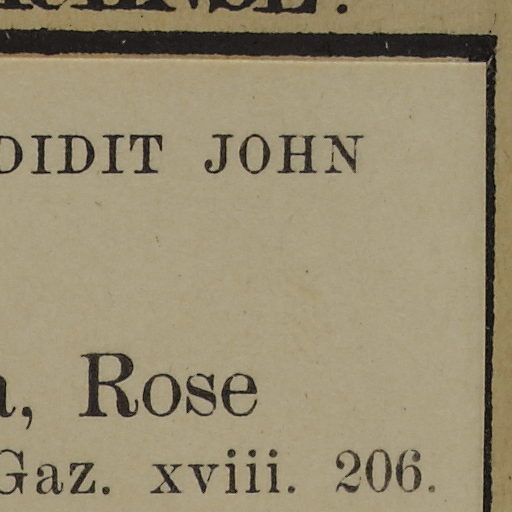 DIDIT JOHN
a, Rose
Gaz. xviii. 206.